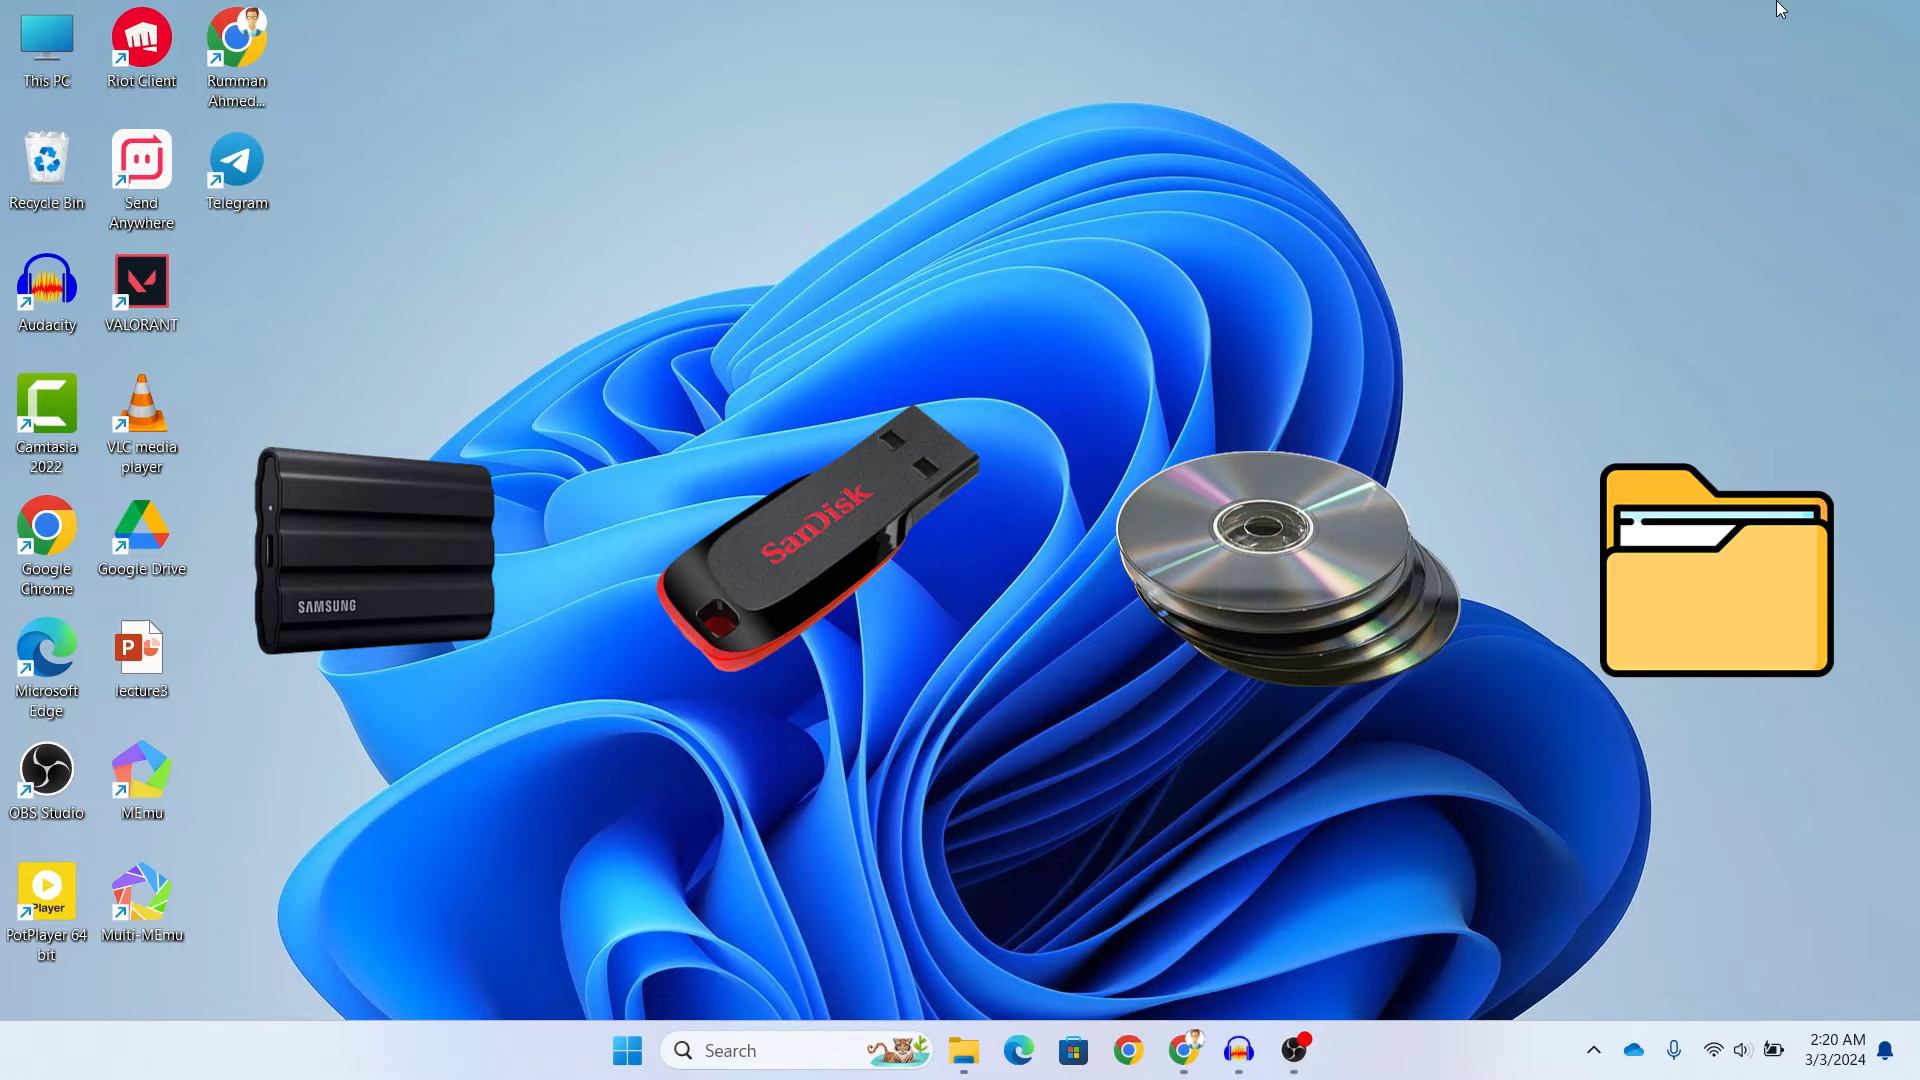 This PC
Riot Client
Rumman
Ahmed...
Recycle Bin
Send
Anywhere
Telegram
Audacity
VALORANT
Camtasia
2022
VLC media
player
Google
Chrome
Google Drive
Microsoft
Edge
P
lecture3
OBS Studio
MEmu
Player
PotPlayer 64
bit
Multi-MEmu
SAMSUNG
SanDisk
Search
2:20 AM
3/3/2024